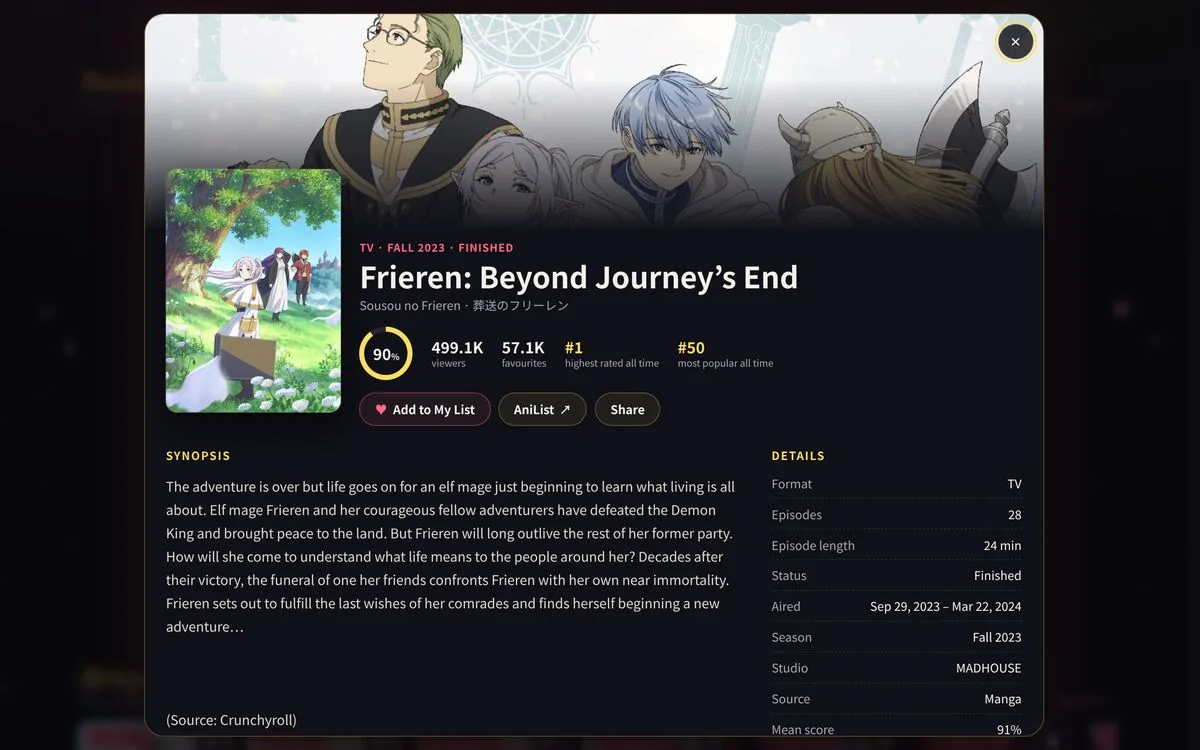 ×
TV · FALL 2023 · FINISHED
Frieren: Beyond Journey’s End
Sousou no Frieren · 葬送のフリーレン
90%
499.1K
viewers
57.1K
favourites
#1
highest rated all time
#50
most popular all time
♥ Add to My List
AniList ↗
Share
SYNOPSIS
The adventure is over but life goes on for an elf mage just beginning to learn what living is all
about. Elf mage Frieren and her courageous fellow adventurers have defeated the Demon
King and brought peace to the land. But Frieren will long outlive the rest of her former party.
How will she come to understand what life means to the people around her? Decades after
their victory, the funeral of one her friends confronts Frieren with her own near immortality.
Frieren sets out to fulfill the last wishes of her comrades and finds herself beginning a new
adventure…
(Source: Crunchyroll)
DETAILS
Format TV
Episodes 28
Episode length 24 min
Status Finished
Aired Sep 29, 2023 – Mar 22, 2024
Season Fall 2023
Studio MADHOUSE
Source Manga
Mean score 91%